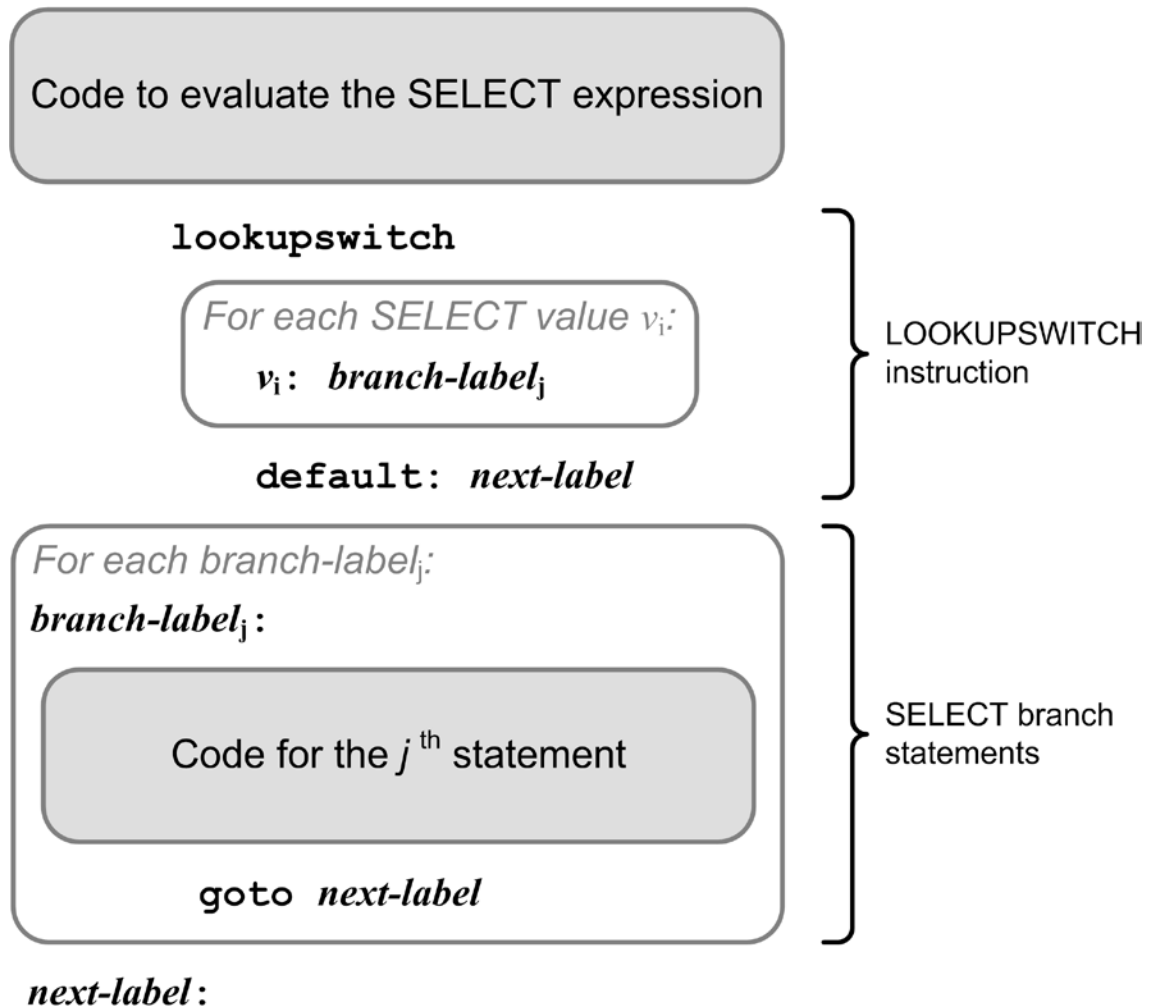 Code to evaluate the SELECT expression
lookupswitch
For each SELECT value vᵢ:
vᵢ: branch-labelⱼ
default: next-label
LOOKUPSWITCH
instruction
For each branch-labelⱼ:
branch-labelⱼ:
Code for the j th statement
goto next-label
SELECT branch
statements
next-label: